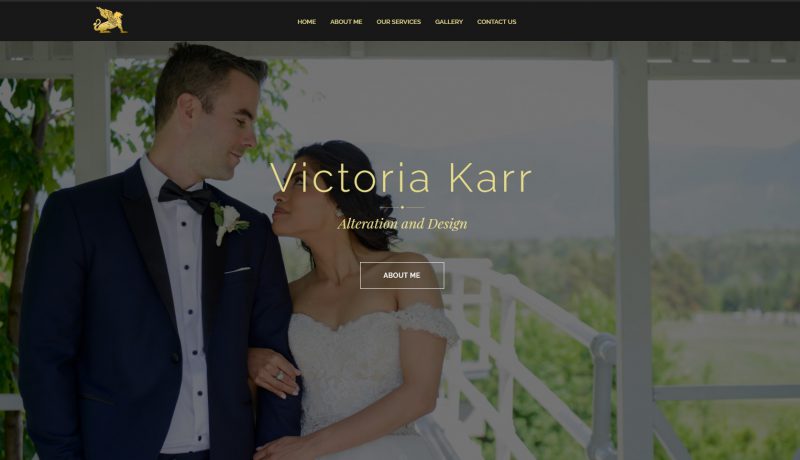 HOME ABOUT ME OUR SERVICES GALLERY CONTACT US
Victoria Karr
Alteration and Design
ABOUT ME